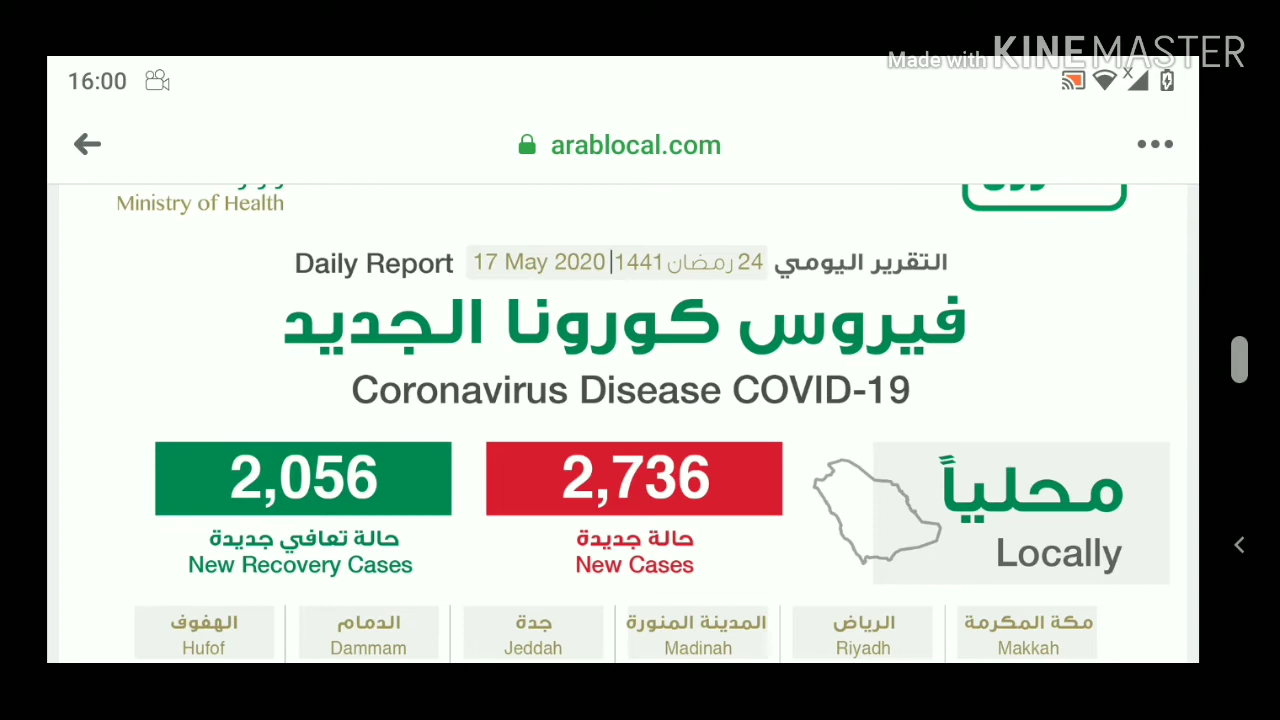 Made with KINEMASTER
16:00
arablocal.com
Ministry of Health
Daily Report 17 May 2020|24 رمضان 1441 التقرير اليومي
فيروس كورونا الجديد
Coronavirus Disease COVID-19
2,056
حالة تعافي جديدة
New Recovery Cases
2,736
حالة جديدة
New Cases
محلياً
Locally
الهفوف
Hufof
الدمام
Dammam
جدة
Jeddah
المدينة المنورة
Madinah
الرياض
Riyadh
مكة المكرمة
Makkah